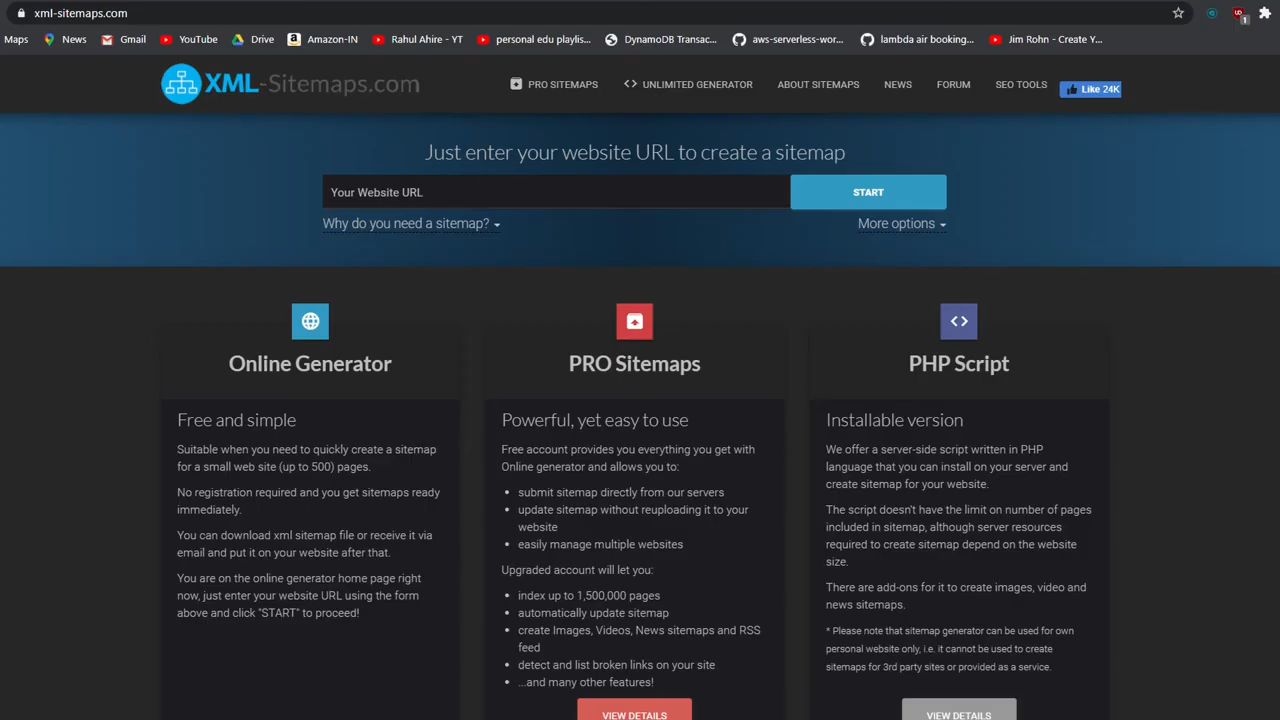 xml-sitemaps.com
1
Maps News Gmail YouTube Drive Amazon-IN Rahul Ahire - YT personal edu playlis... DynamoDB Transac... aws-serverless-wor... lambda air booking... Jim Rohn - Create Y...
XML-Sitemaps.com PRO SITEMAPS UNLIMITED GENERATOR ABOUT SITEMAPS NEWS FORUM SEO TOOLS Like 24K
Just enter your website URL to create a sitemap
Your Website URL START
Why do you need a sitemap? More options
Online Generator
Free and simple
Suitable when you need to quickly create a sitemap
for a small web site (up to 500) pages.
No registration required and you get sitemaps ready
immediately.
You can download xml sitemap file or receive it via
email and put it on your website after that.
You are on the online generator home page right
now, just enter your website URL using the form
above and click "START" to proceed!
PRO Sitemaps
Powerful, yet easy to use
Free account provides you everything you get with
Online generator and allows you to:
• submit sitemap directly from our servers
• update sitemap without reuploading it to your
website
• easily manage multiple websites
Upgraded account will let you:
• index up to 1,500,000 pages
• automatically update sitemap
• create Images, Videos, News sitemaps and RSS
feed
• detect and list broken links on your site
• ...and many other features!
VIEW DETAILS
PHP Script
Installable version
We offer a server-side script written in PHP
language that you can install on your server and
create sitemap for your website.
The script doesn't have the limit on number of pages
included in sitemap, although server resources
required to create sitemap depend on the website
size.
There are add-ons for it to create images, video and
news sitemaps.
* Please note that sitemap generator can be used for own
personal website only, i.e. it cannot be used to create
sitemaps for 3rd party sites or provided as a service.
VIEW DETAILS